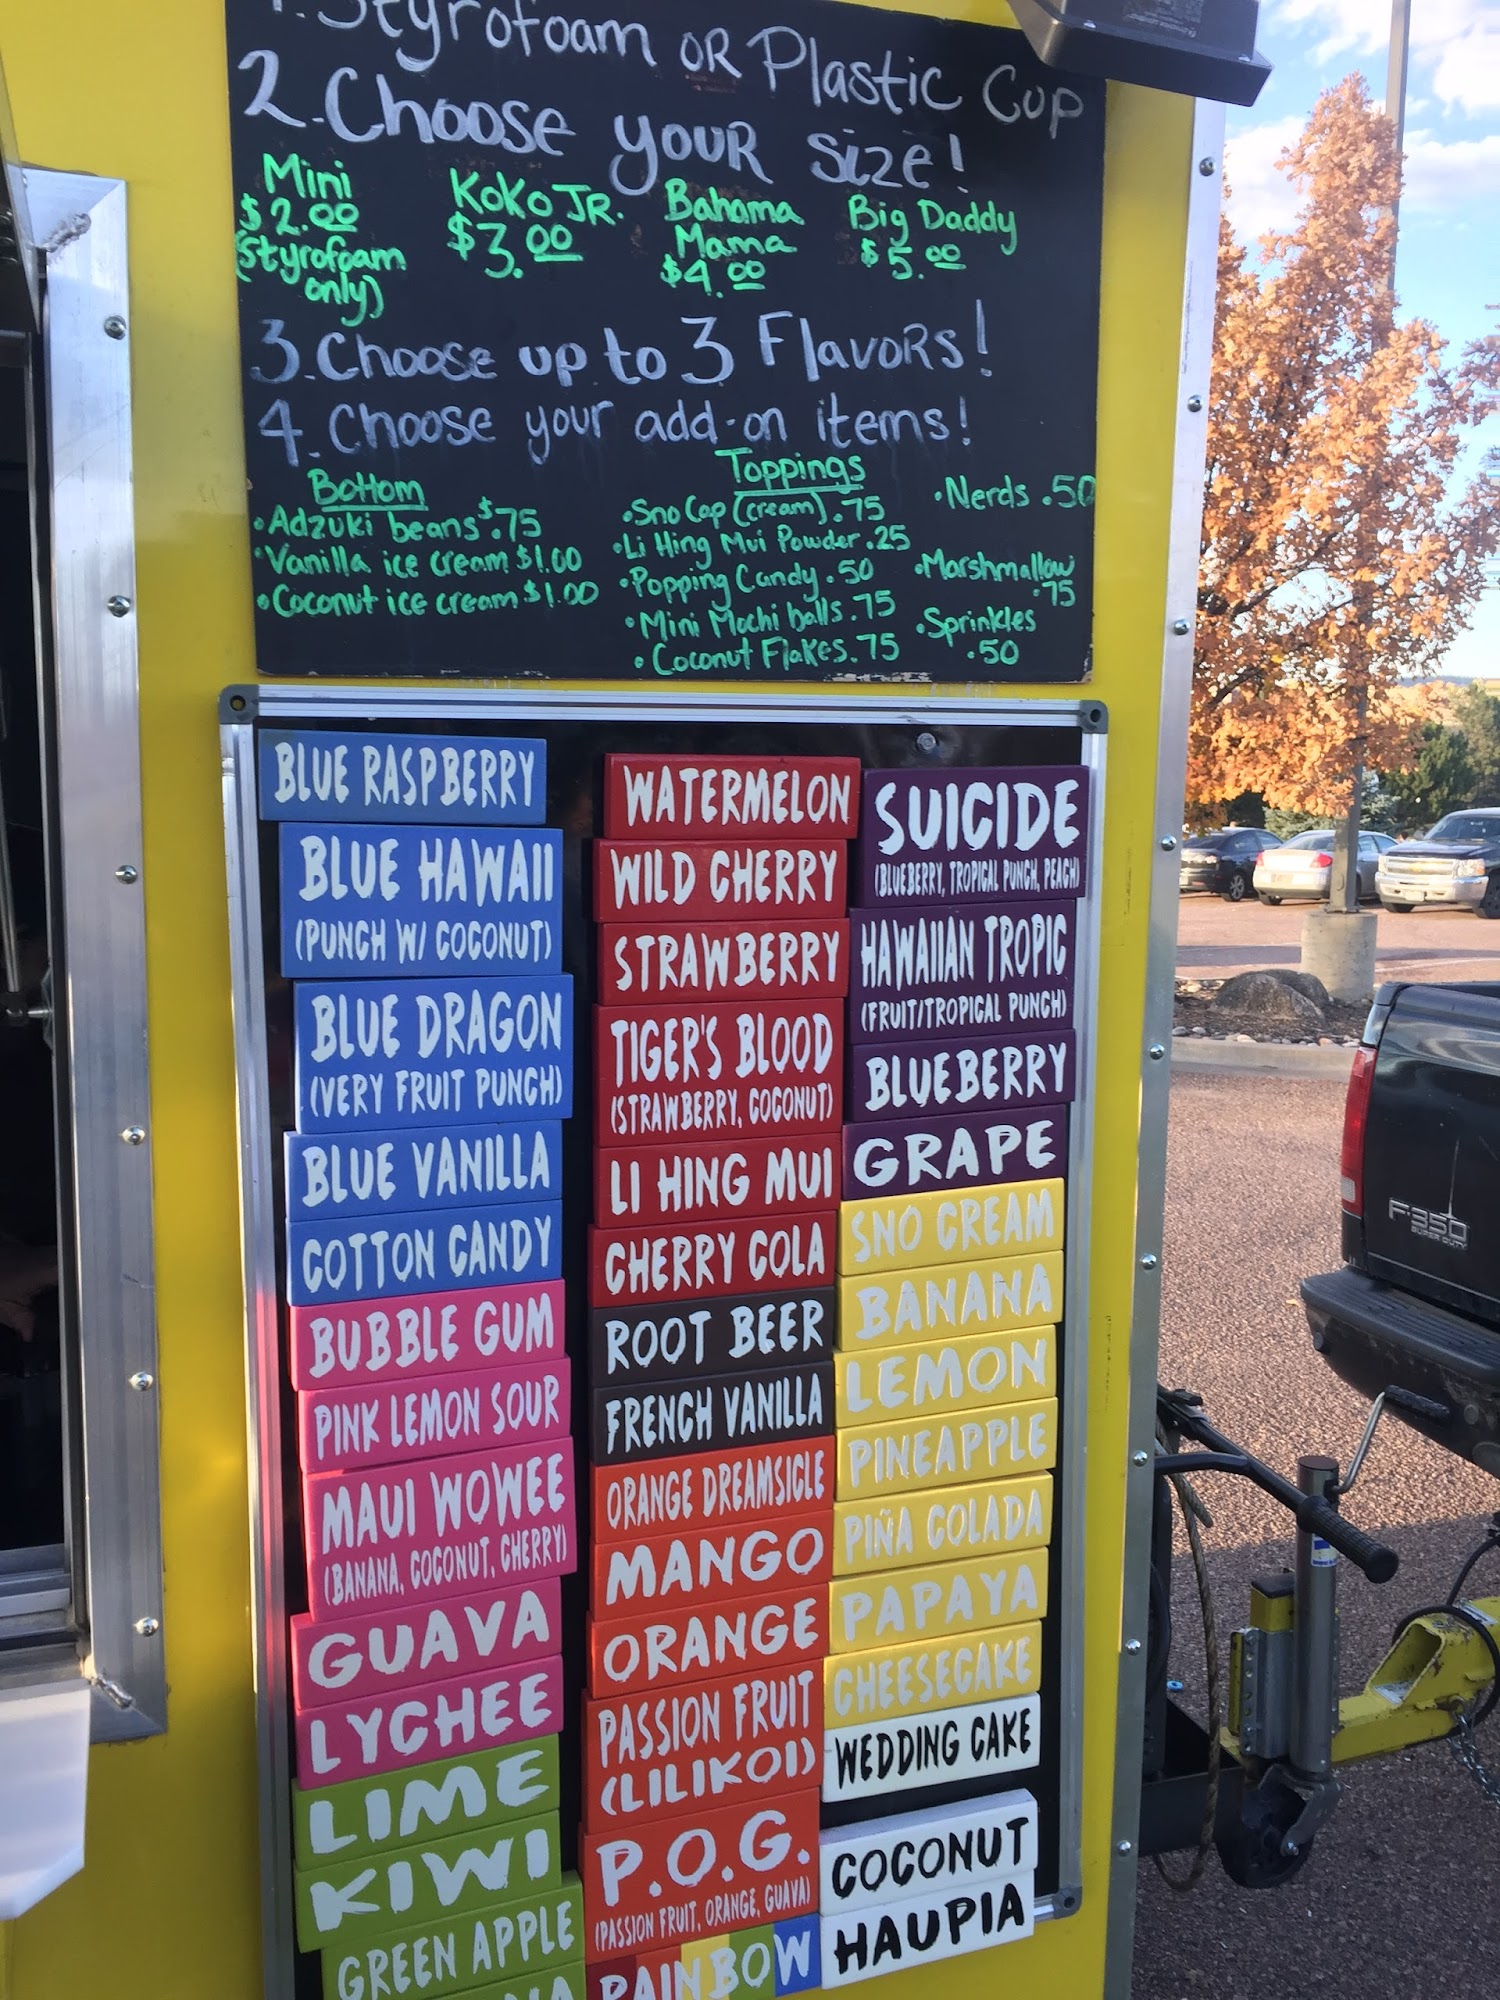 1. Styrofoam OR Plastic Cup
2. Choose your size!
Mini
$2.00
(Styrofoam
only)
KoKo JR.
$3.00
Bahama
Mama
$4.00
Big Daddy
$5.00
3. Choose up to 3 Flavors!
4. Choose your add-on items!
Bottom
• Adzuki beans $.75
• Vanilla ice cream $1.00
• Coconut ice cream $1.00
Toppings
• Sno Cap (cream) .75
• Li Hing Mui Powder .25
• Popping Candy .50
• Mini Mochi balls .75
• Coconut Flakes .75
• Nerds .50
• Marshmallow
.75
• Sprinkles
.50
BLUE RASPBERRY
BLUE HAWAII
(PUNCH W/ COCONUT)
BLUE DRAGON
(VERY FRUIT PUNCH)
BLUE VANILLA
COTTON CANDY
BUBBLE GUM
PINK LEMON SOUR
MAUI WOWEE
(BANANA, COCONUT, CHERRY)
GUAVA
LYCHEE
LIME
KIWI
GREEN APPLE
WATERMELON
WILD CHERRY
STRAWBERRY
TIGER'S BLOOD
(STRAWBERRY, COCONUT)
LI HING MUI
CHERRY COLA
ROOT BEER
FRENCH VANILLA
ORANGE DREAMSICLE
MANGO
ORANGE
PASSION FRUIT
(LILIKOI)
P.O.G.
(PASSION FRUIT, ORANGE, GUAVA)
RAINBOW
SUICIDE
(BLUEBERRY, TROPICAL PUNCH, PEACH)
HAWAIIAN TROPIC
(FRUIT/TROPICAL PUNCH)
BLUEBERRY
GRAPE
SNO CREAM
BANANA
LEMON
PINEAPPLE
PIÑA COLADA
PAPAYA
CHEESECAKE
WEDDING CAKE
COCONUT
HAUPIA
F-350
SUPER DUTY